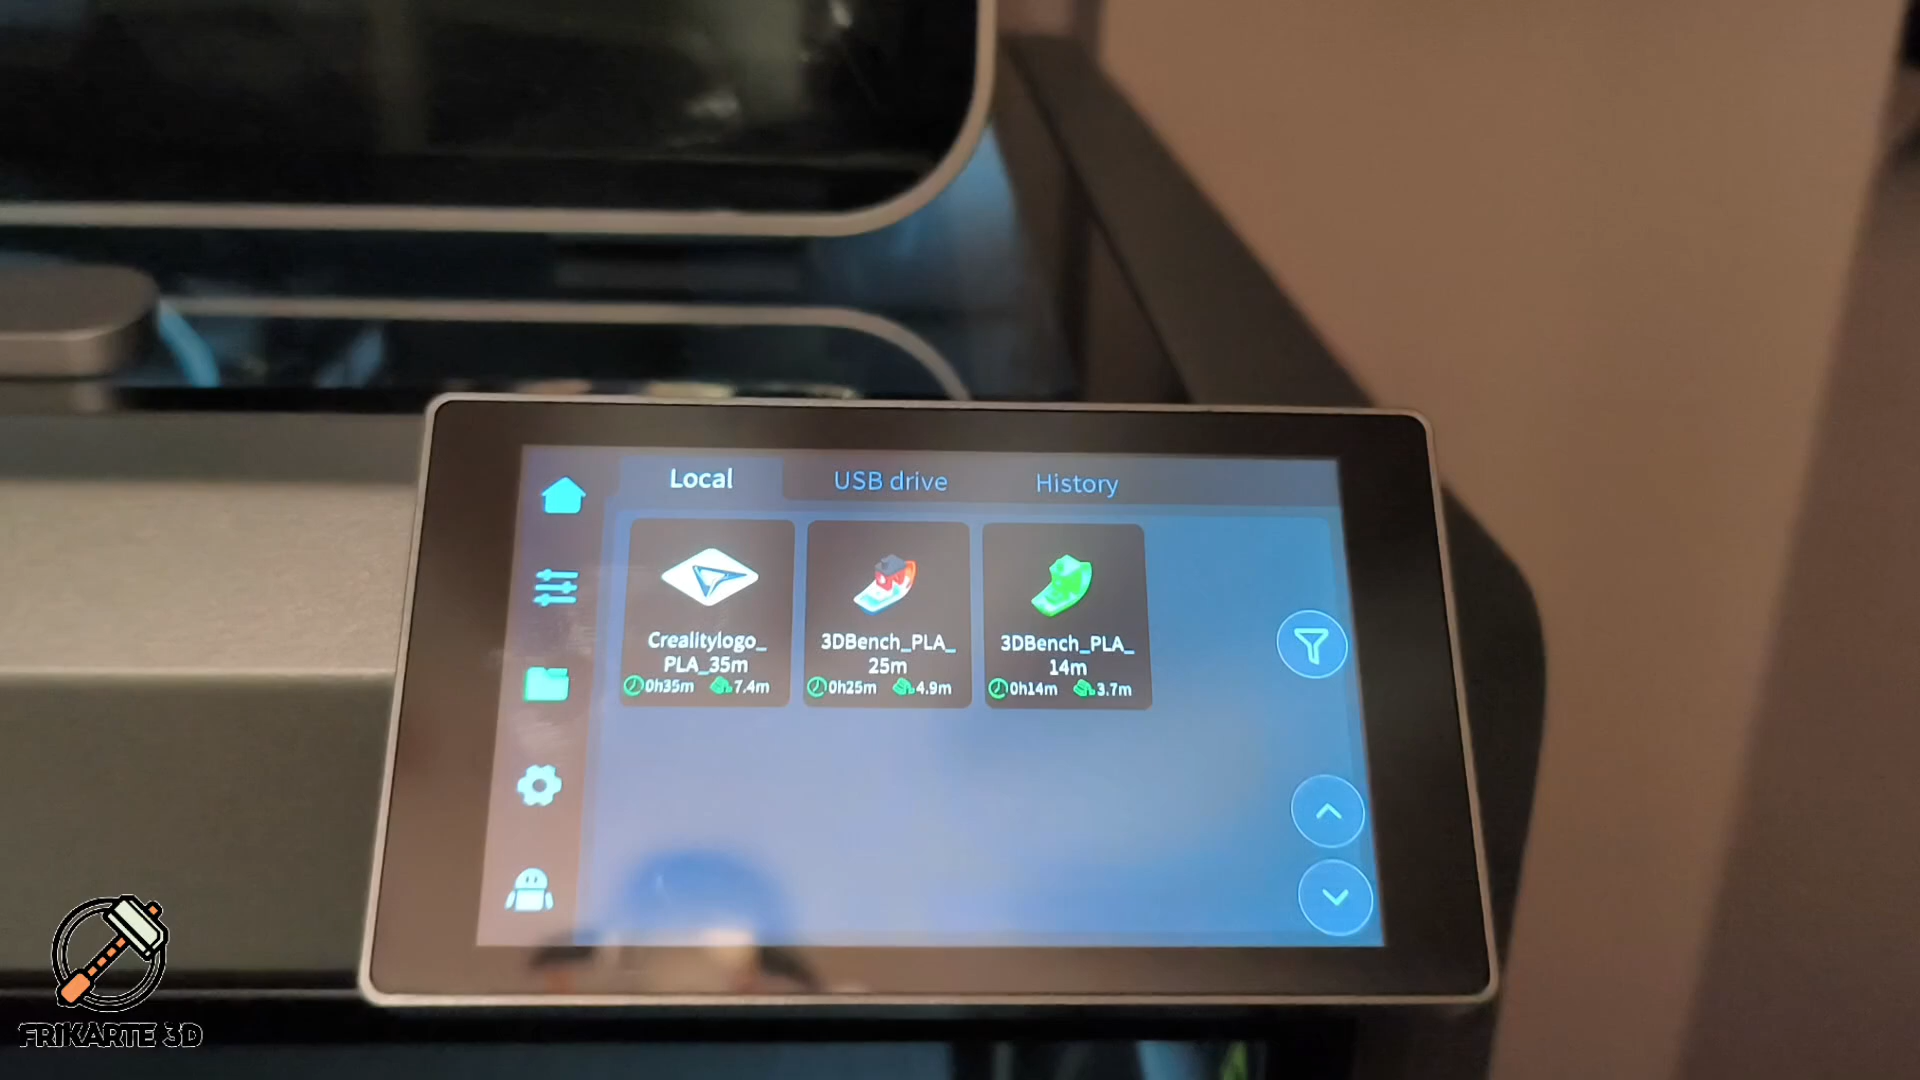 Local
USB drive
History
Crealitylogo_
PLA_35m
0h35m 7.4m
3DBench_PLA_
25m
0h25m 4.9m
3DBench_PLA_
14m
0h14m 3.7m
FRIKARTE 3D